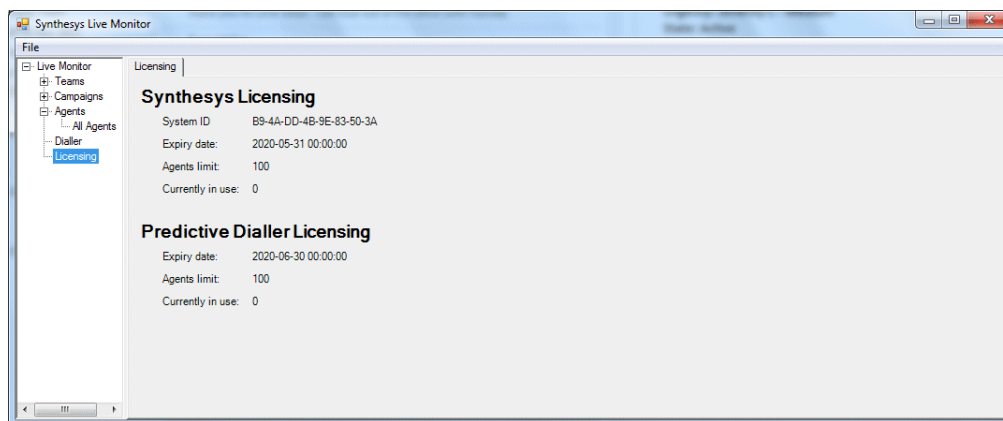 Synthesys Live Monitor
File
Live Monitor
Teams
Campaigns
Agents
All Agents
Dialler
Licensing
Licensing
Synthesys Licensing
System ID B9-4A-DD-4B-9E-83-50-3A
Expiry date: 2020-05-31 00:00:00
Agents limit: 100
Currently in use: 0
Predictive Dialler Licensing
Expiry date: 2020-06-30 00:00:00
Agents limit: 100
Currently in use: 0